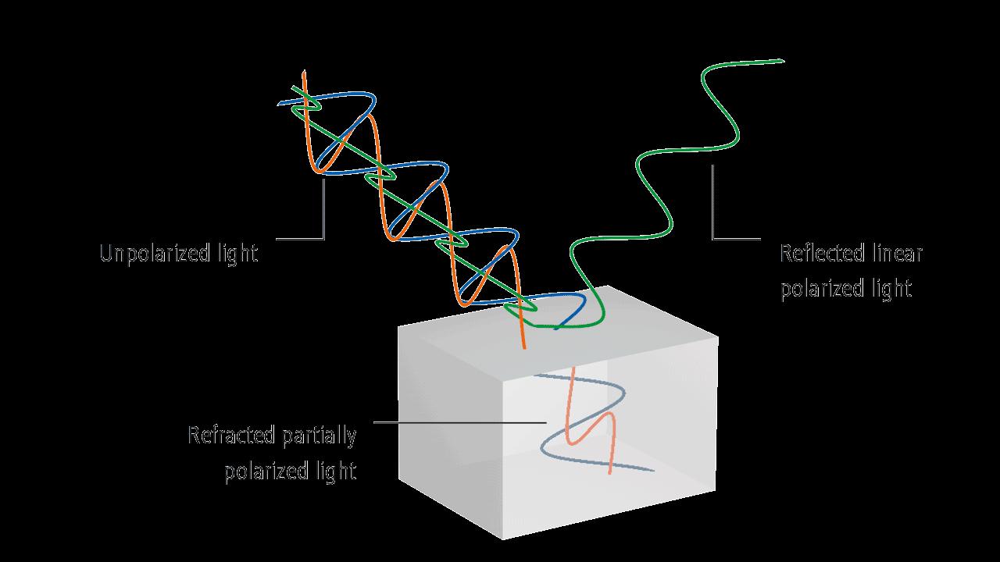 Unpolarized light
Reflected linear
polarized light
Refracted partially
polarized light